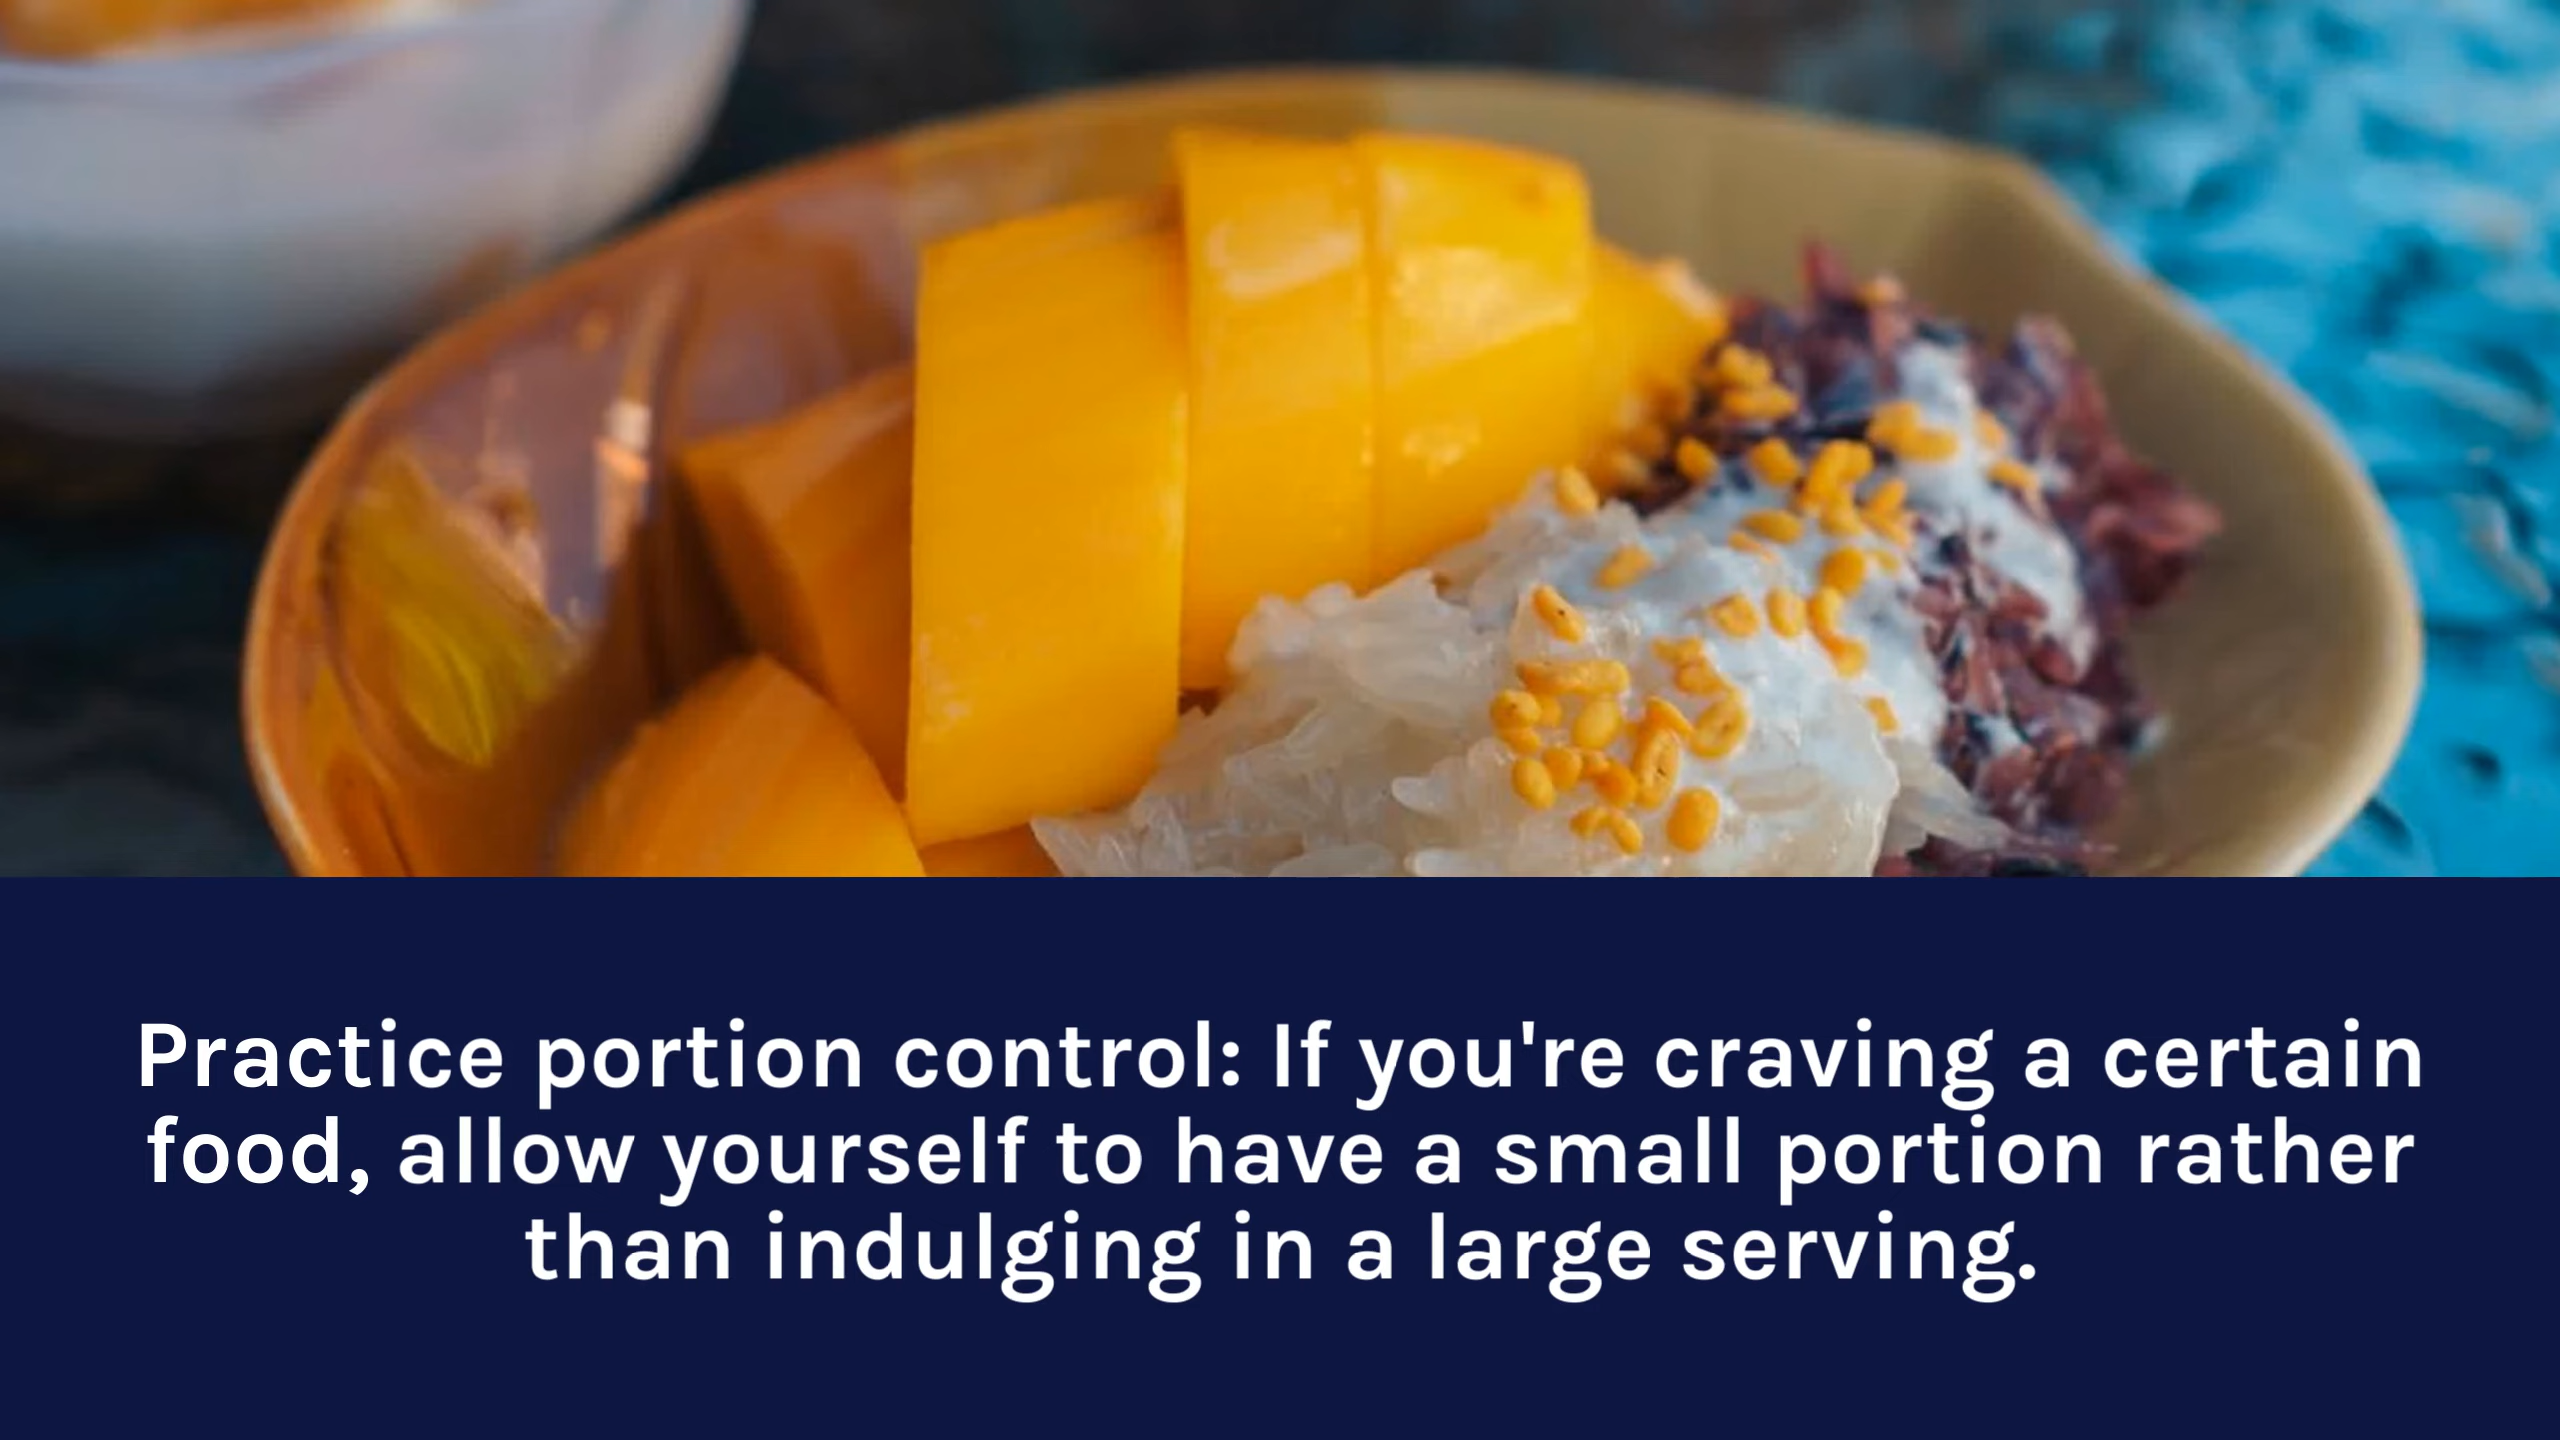 Practice portion control: If you're craving a certain
food, allow yourself to have a small portion rather
than indulging in a large serving.